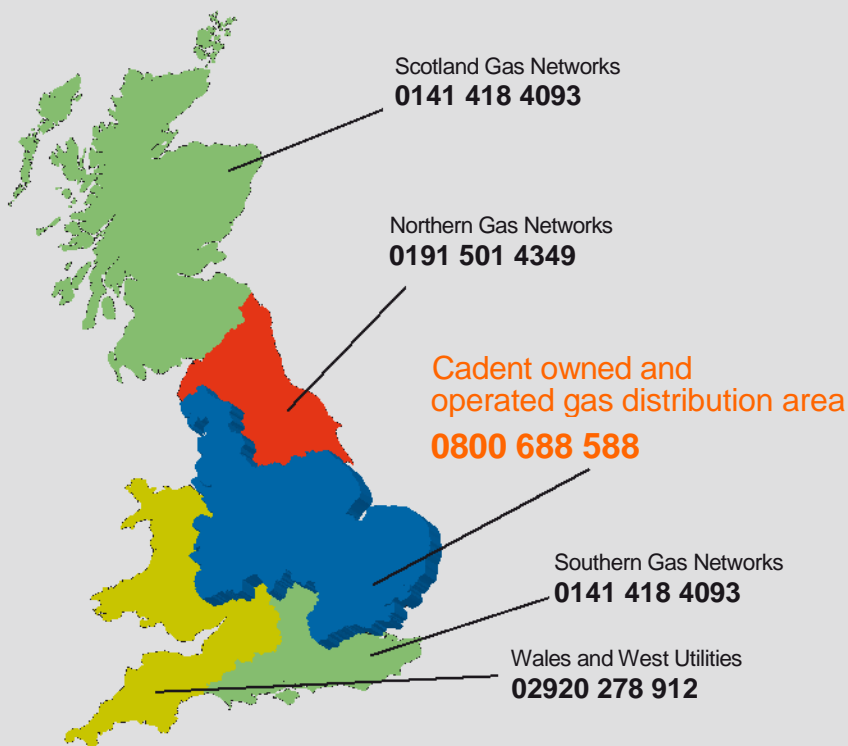 Scotland Gas Networks
0141 418 4093
Northern Gas Networks
0191 501 4349
Cadent owned and
operated gas distribution area
0800 688 588
Southern Gas Networks
0141 418 4093
Wales and West Utilities
02920 278 912